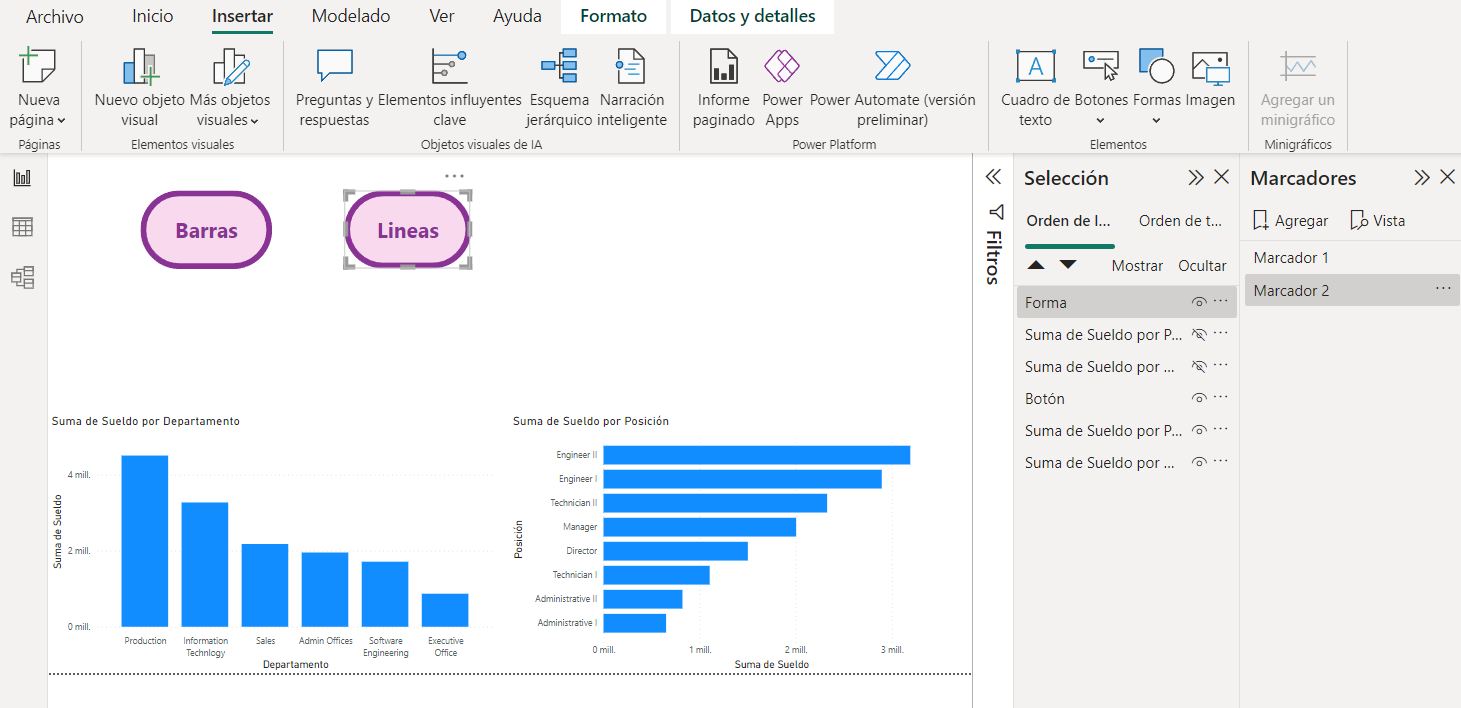 Archivo Inicio Insertar Modelado Ver Ayuda Formato Datos y detalles
Nueva
página
Páginas
Nuevo objeto
visual
Más objetos
visuales
Elementos visuales
Preguntas y
respuestas
Elementos influyentes
clave
Esquema
jerárquico
Narración
inteligente
Objetos visuales de IA
Informe
paginado
Power
Apps
Power Automate (versión
preliminar)
Power Platform
Cuadro de
texto
Botones
Formas
Imagen
Elementos
Agregar un
minigráfico
Minigráficos
Barras
Lineas
Suma de Sueldo por Departamento
Suma de Sueldo
4 mill.
2 mill.
0 mill.
Production
Information
Technlogy
Sales
Admin Offices
Software
Engineering
Executive
Office
Departamento
Suma de Sueldo por Posición
Posición
Engineer II
Engineer I
Technician II
Manager
Director
Technician I
Administrative II
Administrative I
0 mill. 1 mill. 2 mill. 3 mill.
Suma de Sueldo
Filtros
Selección
Orden de l... Orden de t...
Mostrar Ocultar
Forma
Suma de Sueldo por P...
Suma de Sueldo por ...
Botón
Suma de Sueldo por P...
Suma de Sueldo por ...
Marcadores
Agregar Vista
Marcador 1
Marcador 2